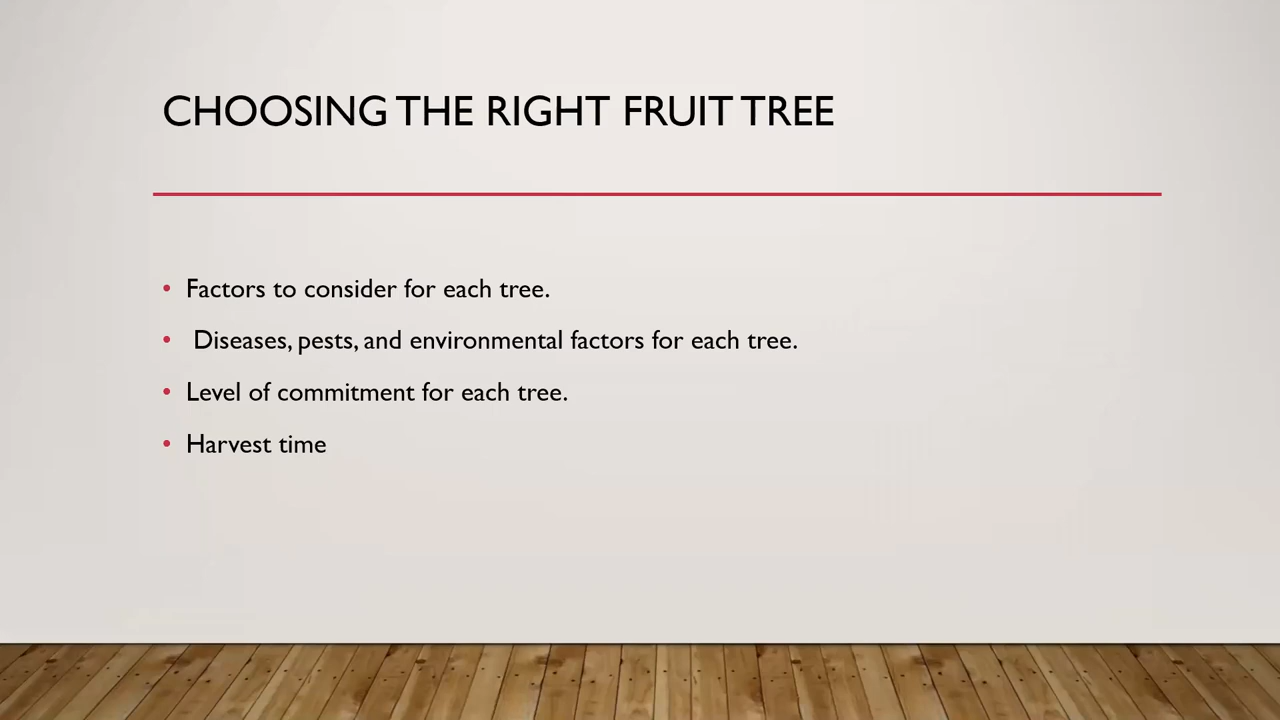 CHOOSING THE RIGHT FRUIT TREE
• Factors to consider for each tree.
• Diseases, pests, and environmental factors for each tree.
• Level of commitment for each tree.
• Harvest time